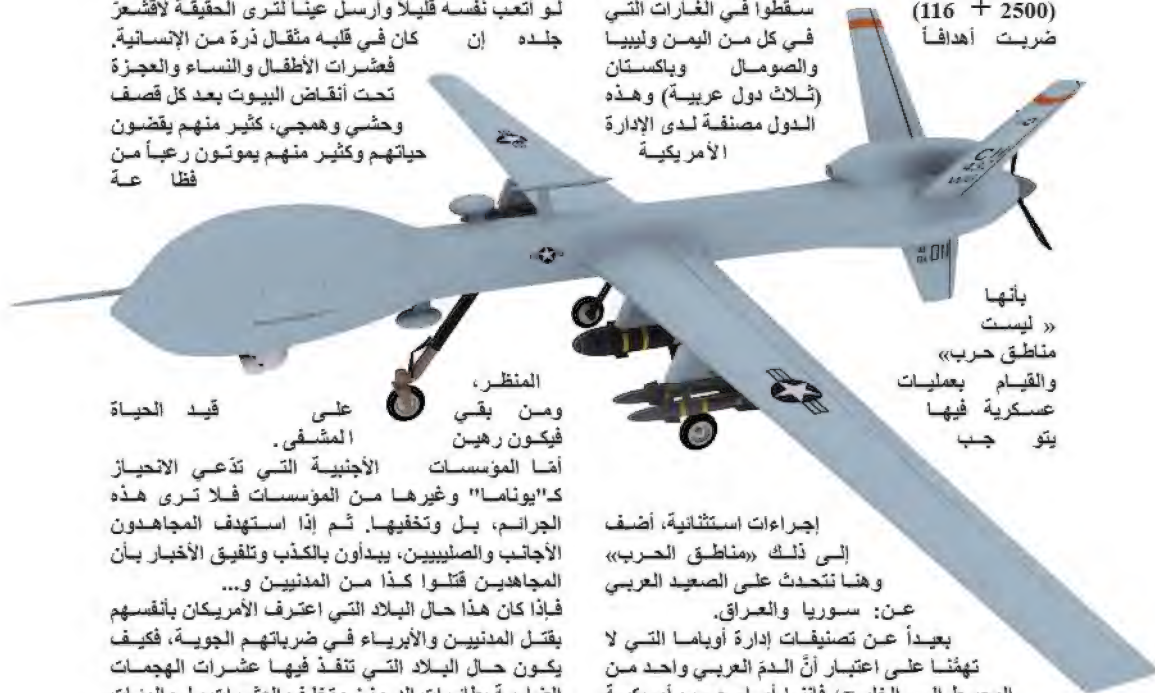 (2500 + 116)
ضربت أهدافاً
سقطوا في الغارات التي
في كل من اليمن وليبيا
والصومال وباكستان
(ثلاث دول عربية) وهذه
الدول مصنفة لدى الإدارة
الأمريكية
بأنها
« ليست
مناطق حرب»
والقيام بعمليات
عسكرية فيها
يتو جب
إجراءات استثنائية، أضف
إلى ذلك «مناطق الحرب»
وهنا نتحدث على الصعيد العربي
عن: سوريا والعراق.
بعيداً عن تصنيفات إدارة أوباما التي لا
تهمُّنا على اعتبار أنَّ الدمَ العربي واحد من
لو أتعب نفسه قليلاً وأرسل عيناً لترى الحقيقة لاقشعرّ
جلده إن كان في قلبه مثقال ذرة من الإنسانية.
فعشرات الأطفال والنساء والعجزة
تحت أنقاض البيوت بعد كل قصف
وحشي وهمجي، كثير منهم يقضون
حياتهم وكثير منهم يموتون رعباً من
فظا عة
المنظر،
ومن بقي على قيد الحياة
فيكون رهين المشفى.
أمّا المؤسسات الأجنبية التي تدّعي الانحياز
كـ"يوناما" وغيرها من المؤسسات فلا ترى هذه
الجرائم، بل وتخفيها. ثم إذا استهدف المجاهدون
الأجانب والصليبيين، يبدأون بالكذب وتلفيق الأخبار بأن
المجاهدين قتلوا كذا من المدنيين و...
فإذا كان هذا حال البلاد التي اعترف الأمريكان بأنفسهم
بقتل المدنيين والأبرياء في ضرباتهم الجوية، فكيف
يكون حال البلاد التي تنفذ فيها عشرات الهجمات